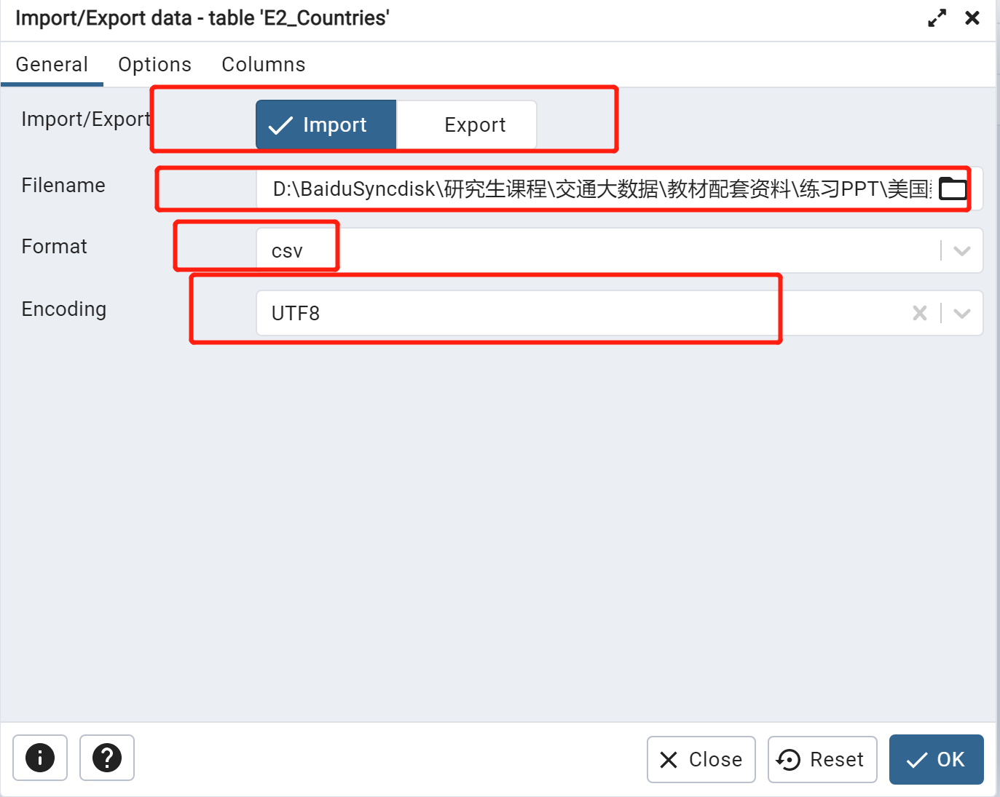 Import/Export data - table 'E2_Countries'
General Options Columns
Import/Export Import Export
Filename D:\BaiduSyncdisk\研究生课程\交通大数据\教材配套资料\练习PPT\美国
Format csv
Encoding UTF8
Close Reset OK